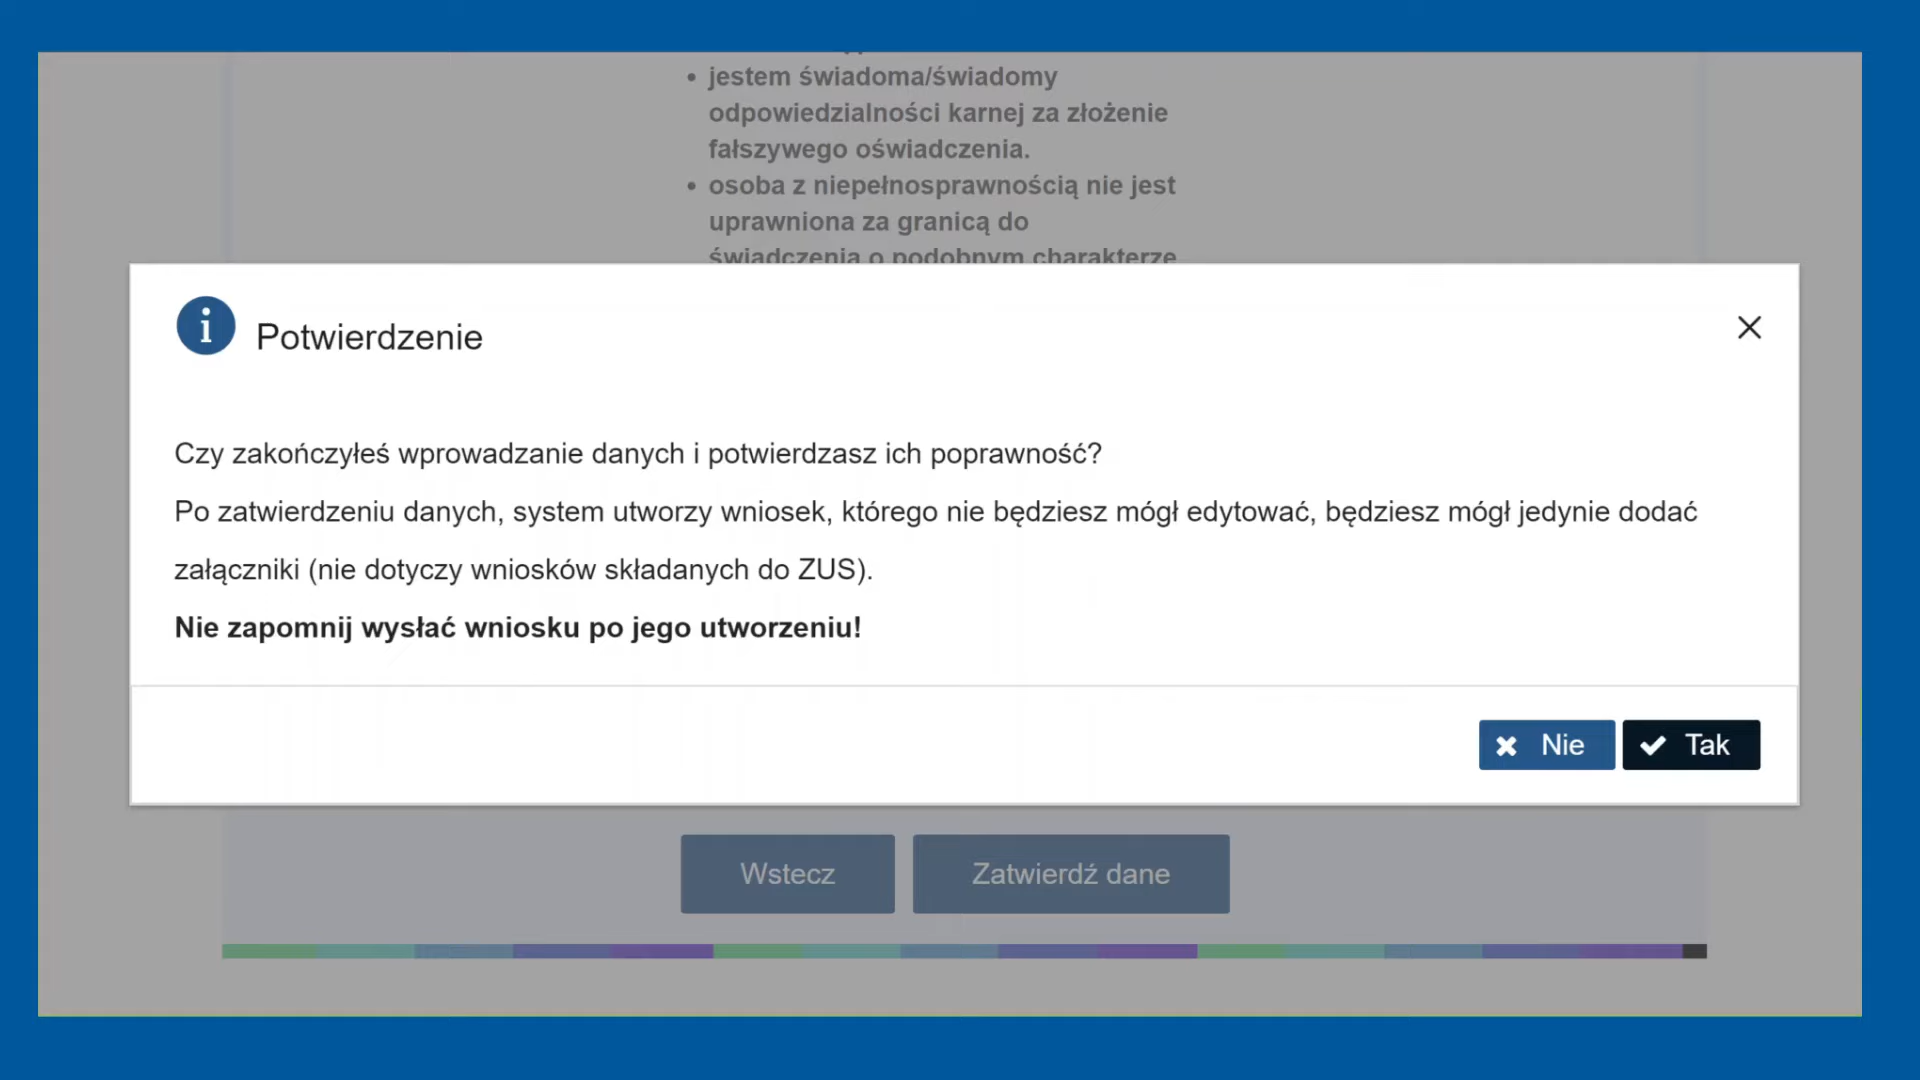 jestem świadoma/świadomy
odpowiedzialności karnej za złożenie
fałszywego oświadczenia.
osoba z niepełnosprawnością nie jest
uprawniona za granicą do
świadczenia o podobnym charakterze
Potwierdzenie
Czy zakończyłeś wprowadzanie danych i potwierdzasz ich poprawność?
Po zatwierdzeniu danych, system utworzy wniosek, którego nie będziesz mógł edytować, będziesz mógł jedynie dodać
załączniki (nie dotyczy wniosków składanych do ZUS).
Nie zapomnij wysłać wniosku po jego utworzeniu!
Nie Tak
Wstecz Zatwierdź dane